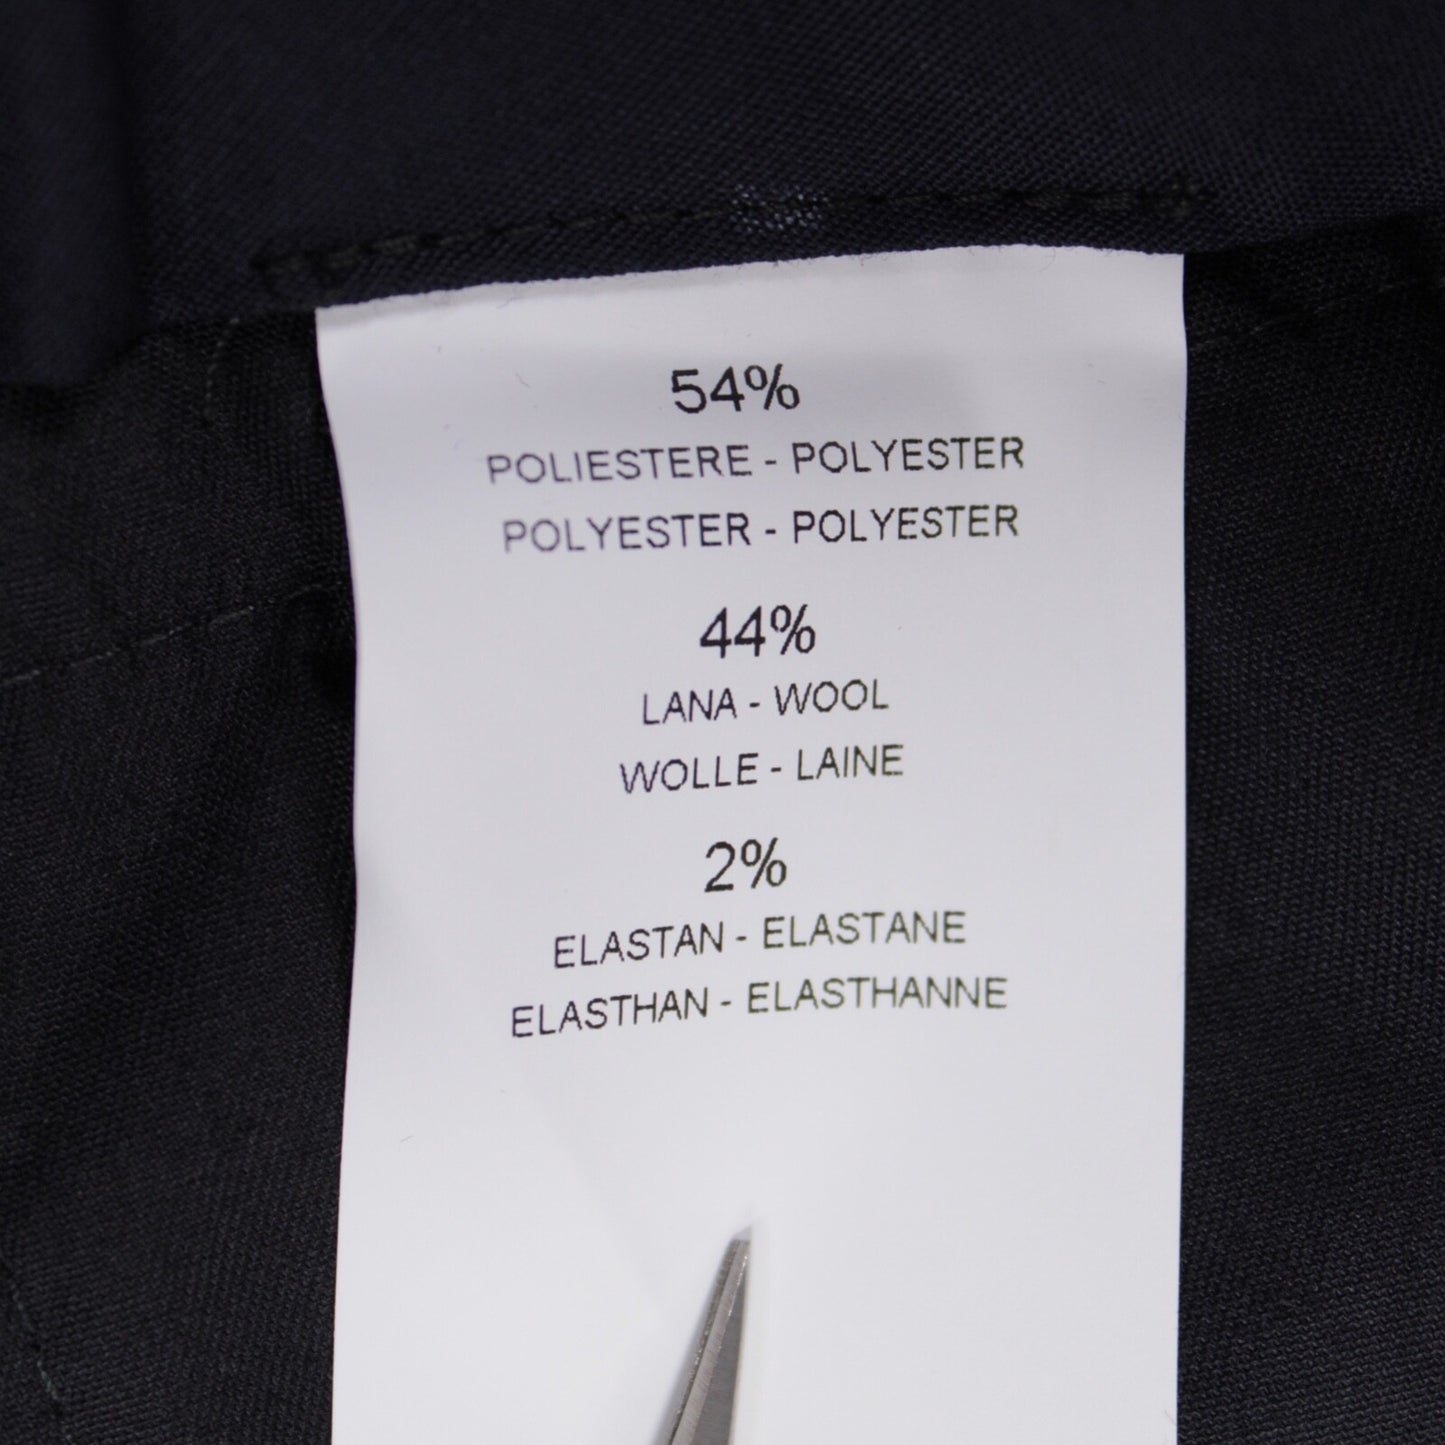 54%
POLIESTERE - POLYESTER
POLYESTER - POLYESTER
44%
LANA - WOOL
WOLLE - LAINE
2%
ELASTAN - ELASTANE
ELASTHAN - ELASTHANNE